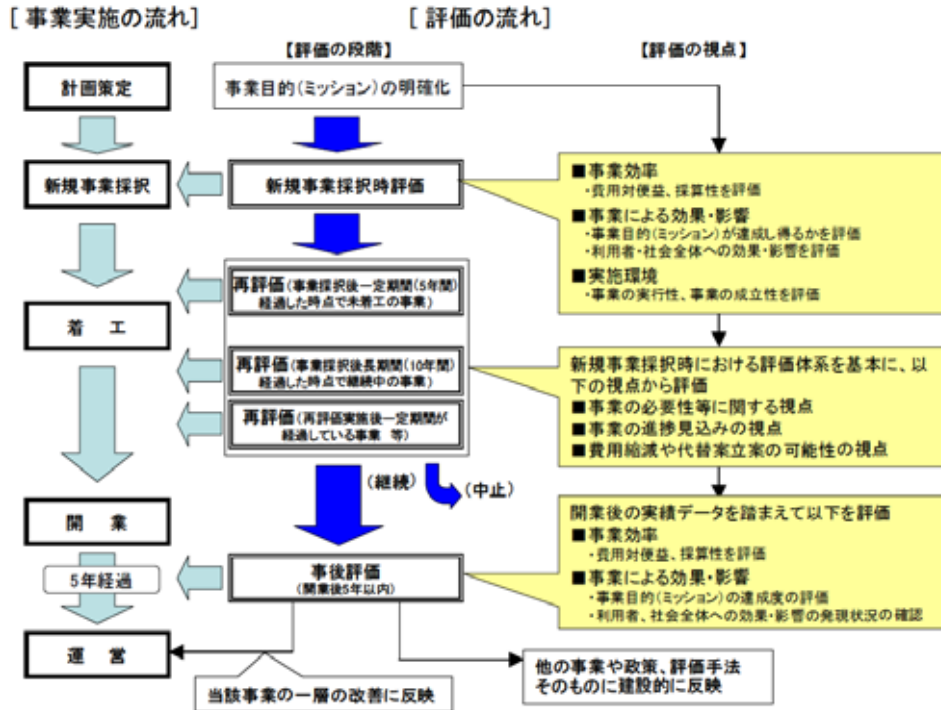 [ 事業実施の流れ]
[ 評価の流れ]
【評価の段階】
【評価の視点】
計画策定
新規事業採択
着 工
開 業
5年経過
運 営
事業目的(ミッション)の明確化
新規事業採択時評価
再評価(事業採択後一定期間(5年間)
経過した時点で未着工の事業)
再評価(事業採択後長期間(10年間)
経過した時点で継続中の事業)
再評価(再評価実施後一定期間が
経過している事業 等)
(継続)
(中止)
事後評価
(開業後5年以内)
当該事業の一層の改善に反映
他の事業や政策、評価手法
そのものに建設的に反映
■事業効率
・費用対便益、採算性を評価
■事業による効果・影響
・事業目的(ミッション)が達成し得るかを評価
・利用者・社会全体への効果・影響を評価
■実施環境
・事業の実行性、事業の成立性を評価
新規事業採択時における評価体系を基本に、以
下の視点から評価
■事業の必要性等に関する視点
■事業の進捗見込みの視点
■費用縮減や代替案立案の可能性の視点
開業後の実績データを踏まえて以下を評価
■事業効率
・費用対便益、採算性を評価
■事業による効果・影響
・事業目的(ミッション)の達成度の評価
・利用者、社会全体への効果・影響の発現状況の確認